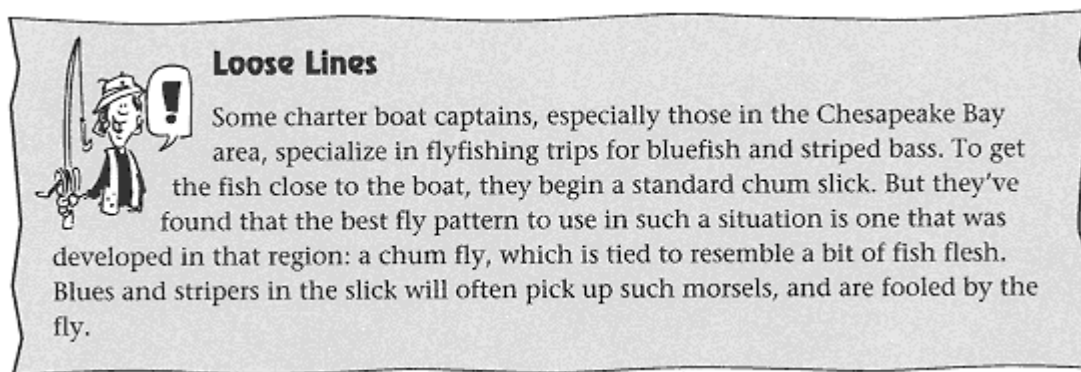 Loose Lines
!
Some charter boat captains, especially those in the Chesapeake Bay
area, specialize in flyfishing trips for bluefish and striped bass. To get
the fish close to the boat, they begin a standard chum slick. But they've
found that the best fly pattern to use in such a situation is one that was
developed in that region: a chum fly, which is tied to resemble a bit of fish flesh.
Blues and stripers in the slick will often pick up such morsels, and are fooled by the
fly.